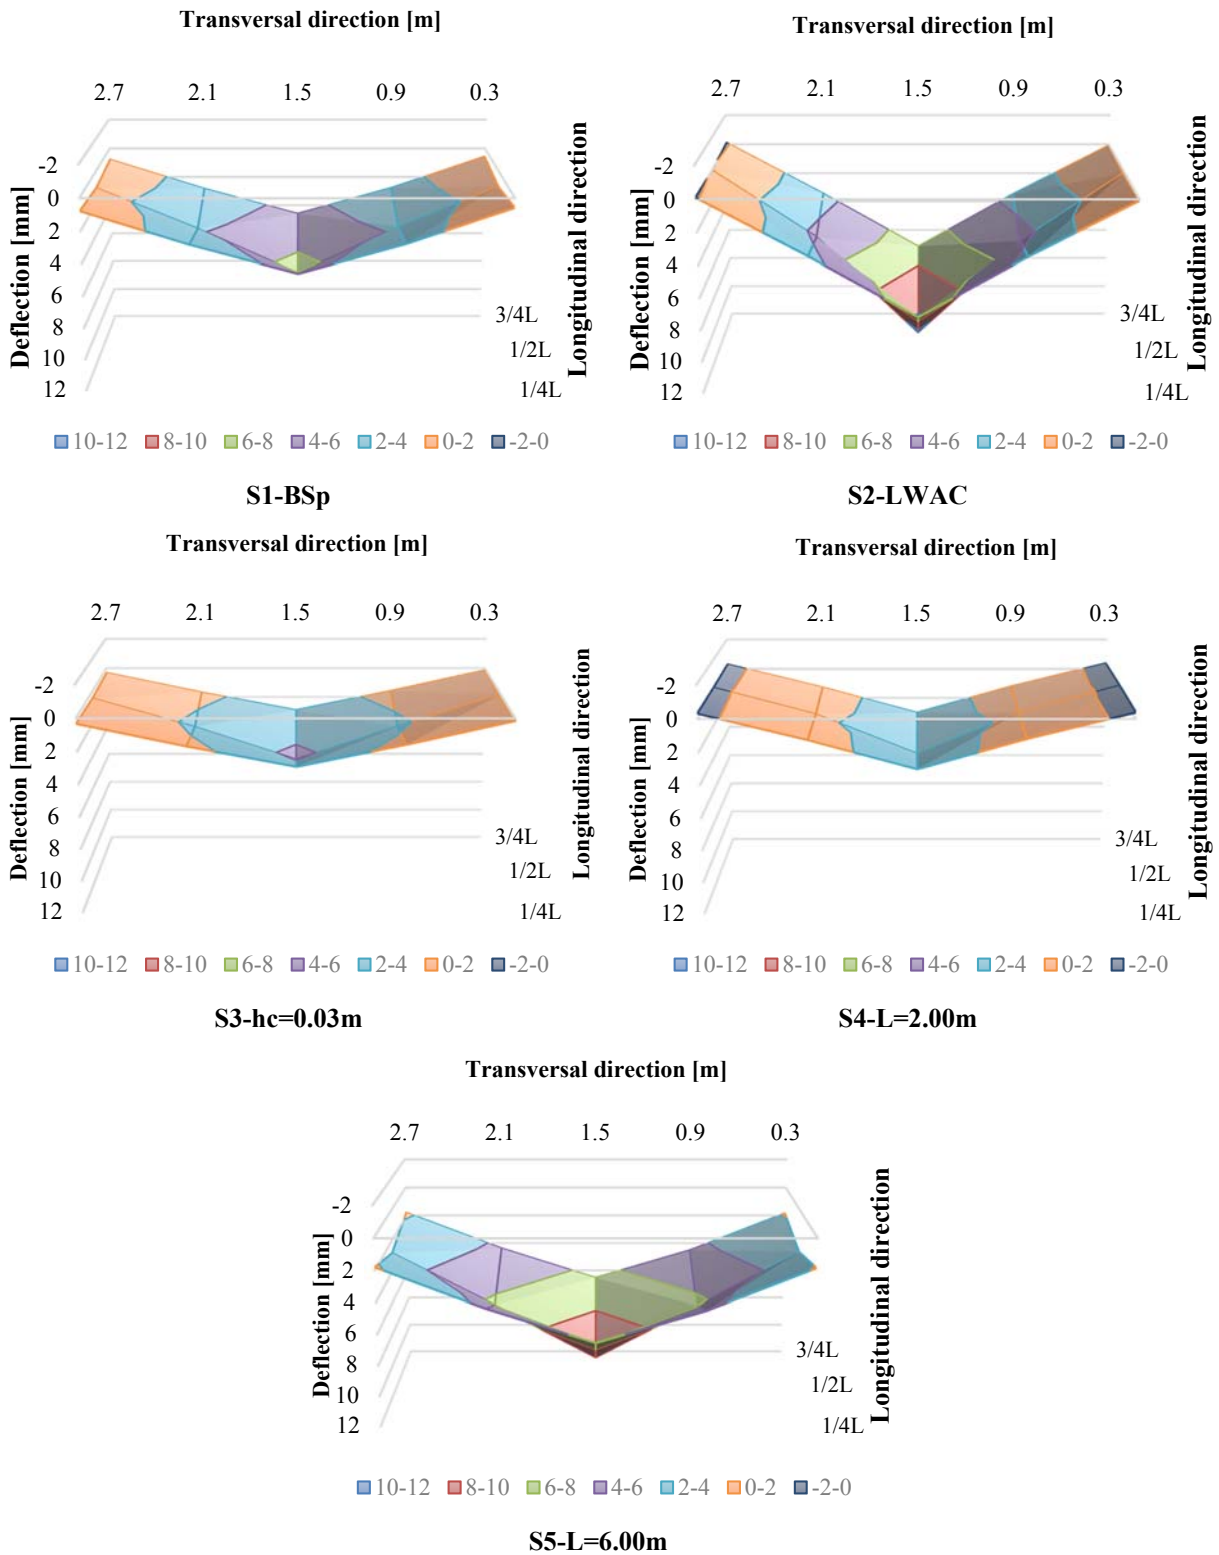 Transversal direction [m]
2.7 2.1 1.5 0.9 0.3
-2
0
2
4
6
8
10
12
Deflection [mm]
3/4L
1/2L
1/4L
Longitudinal direction
10-12 8-10 6-8 4-6 2-4 0-2 -2-0
S1-BSp
Transversal direction [m]
2.7 2.1 1.5 0.9 0.3
-2
0
2
4
6
8
10
12
Deflection [mm]
3/4L
1/2L
1/4L
Longitudinal direction
10-12 8-10 6-8 4-6 2-4 0-2 -2-0
S2-LWAC
Transversal direction [m]
2.7 2.1 1.5 0.9 0.3
-2
0
2
4
6
8
10
12
Deflection [mm]
3/4L
1/2L
1/4L
Longitudinal direction
10-12 8-10 6-8 4-6 2-4 0-2 -2-0
S3-hc=0.03m
Transversal direction [m]
2.7 2.1 1.5 0.9 0.3
-2
0
2
4
6
8
10
12
Deflection [mm]
3/4L
1/2L
1/4L
Longitudinal direction
10-12 8-10 6-8 4-6 2-4 0-2 -2-0
S4-L=2.00m
Transversal direction [m]
2.7 2.1 1.5 0.9 0.3
-2
0
2
4
6
8
10
12
Deflection [mm]
3/4L
1/2L
1/4L
Longitudinal direction
10-12 8-10 6-8 4-6 2-4 0-2 -2-0
S5-L=6.00m